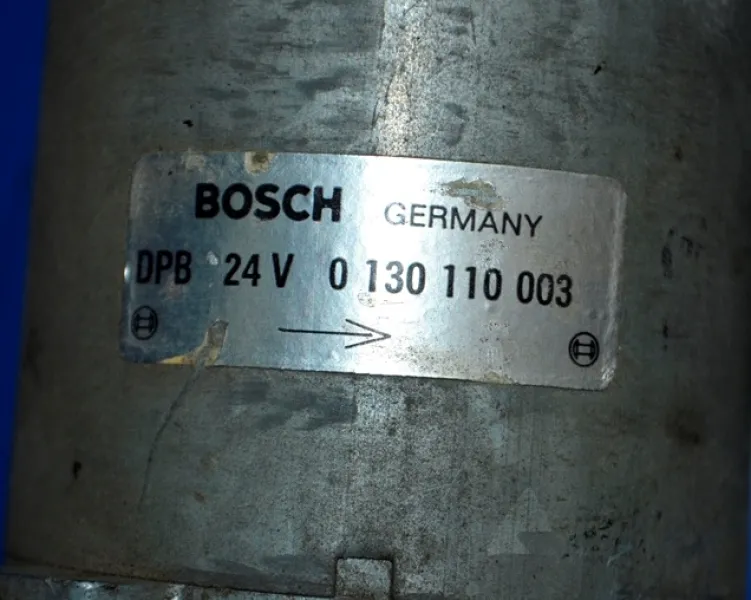 BOSCH GERMANY
DPB 24 V 0 130 110 003